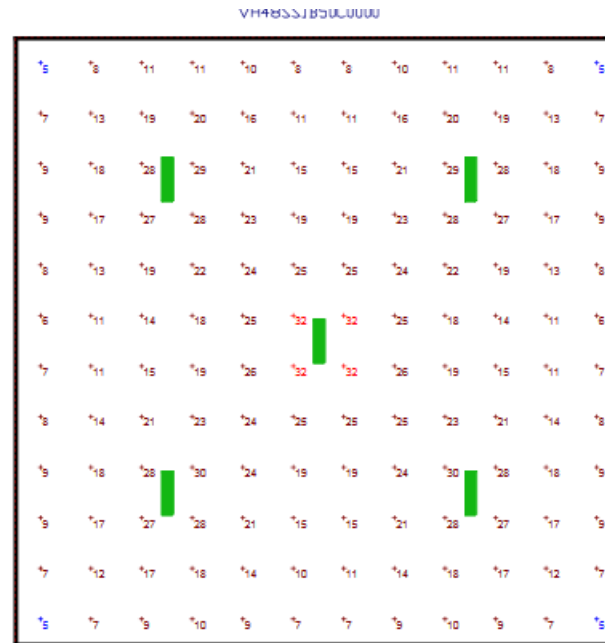 +5 +8 +11 +11 +10 +8 +8 +10 +11 +11 +8 +5
+7 +13 +19 +20 +16 +11 +11 +16 +20 +19 +13 +7
+9 +18 +28 +29 +21 +15 +15 +21 +29 +28 +18 +9
+9 +17 +27 +28 +23 +19 +19 +23 +28 +27 +17 +9
+8 +13 +19 +22 +24 +25 +25 +24 +22 +19 +13 +8
+6 +11 +14 +18 +25 +32 +32 +25 +18 +14 +11 +6
+7 +11 +15 +19 +26 +32 +32 +26 +19 +15 +11 +7
+8 +14 +21 +23 +24 +25 +25 +25 +23 +21 +14 +8
+9 +18 +28 +30 +24 +19 +19 +24 +30 +28 +18 +9
+9 +17 +27 +28 +21 +15 +15 +21 +28 +27 +17 +9
+7 +12 +17 +18 +14 +10 +11 +14 +18 +17 +12 +7
+5 +7 +9 +10 +9 +7 +7 +9 +10 +9 +7 +5